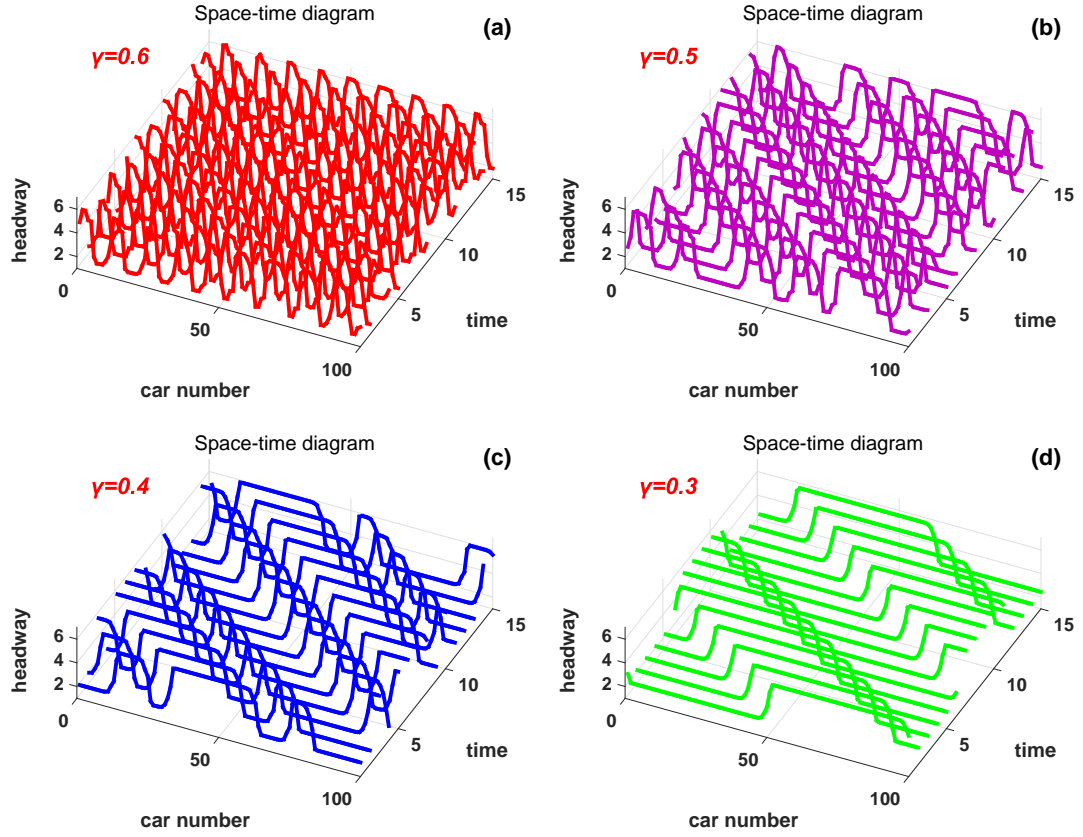 Space-time diagram
(a)
γ=0.6
headway
6
4
2
0
50
100
car number
5
10
15
time
Space-time diagram
(b)
γ=0.5
headway
6
4
2
0
50
100
car number
5
10
15
time
Space-time diagram
(c)
γ=0.4
headway
6
4
2
0
50
100
car number
5
10
15
time
Space-time diagram
(d)
γ=0.3
headway
6
4
2
0
50
100
car number
5
10
15
time